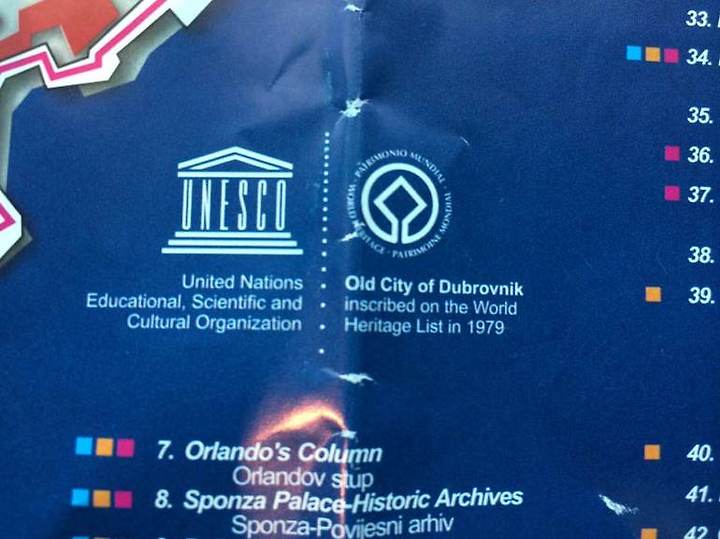 UNESCO
United Nations
Educational, Scientific and
Cultural Organization
WORLD HERITAGE · PATRIMOINE MONDIAL · PATRIMONIO MUNDIAL ·
Old City of Dubrovnik
inscribed on the World
Heritage List in 1979
7. Orlando's Column
Orlandov stup
8. Sponza Palace-Historic Archives
Sponza-Povijesni arhiv
33.
34.
35.
36.
37.
38.
39.
40.
41.
42